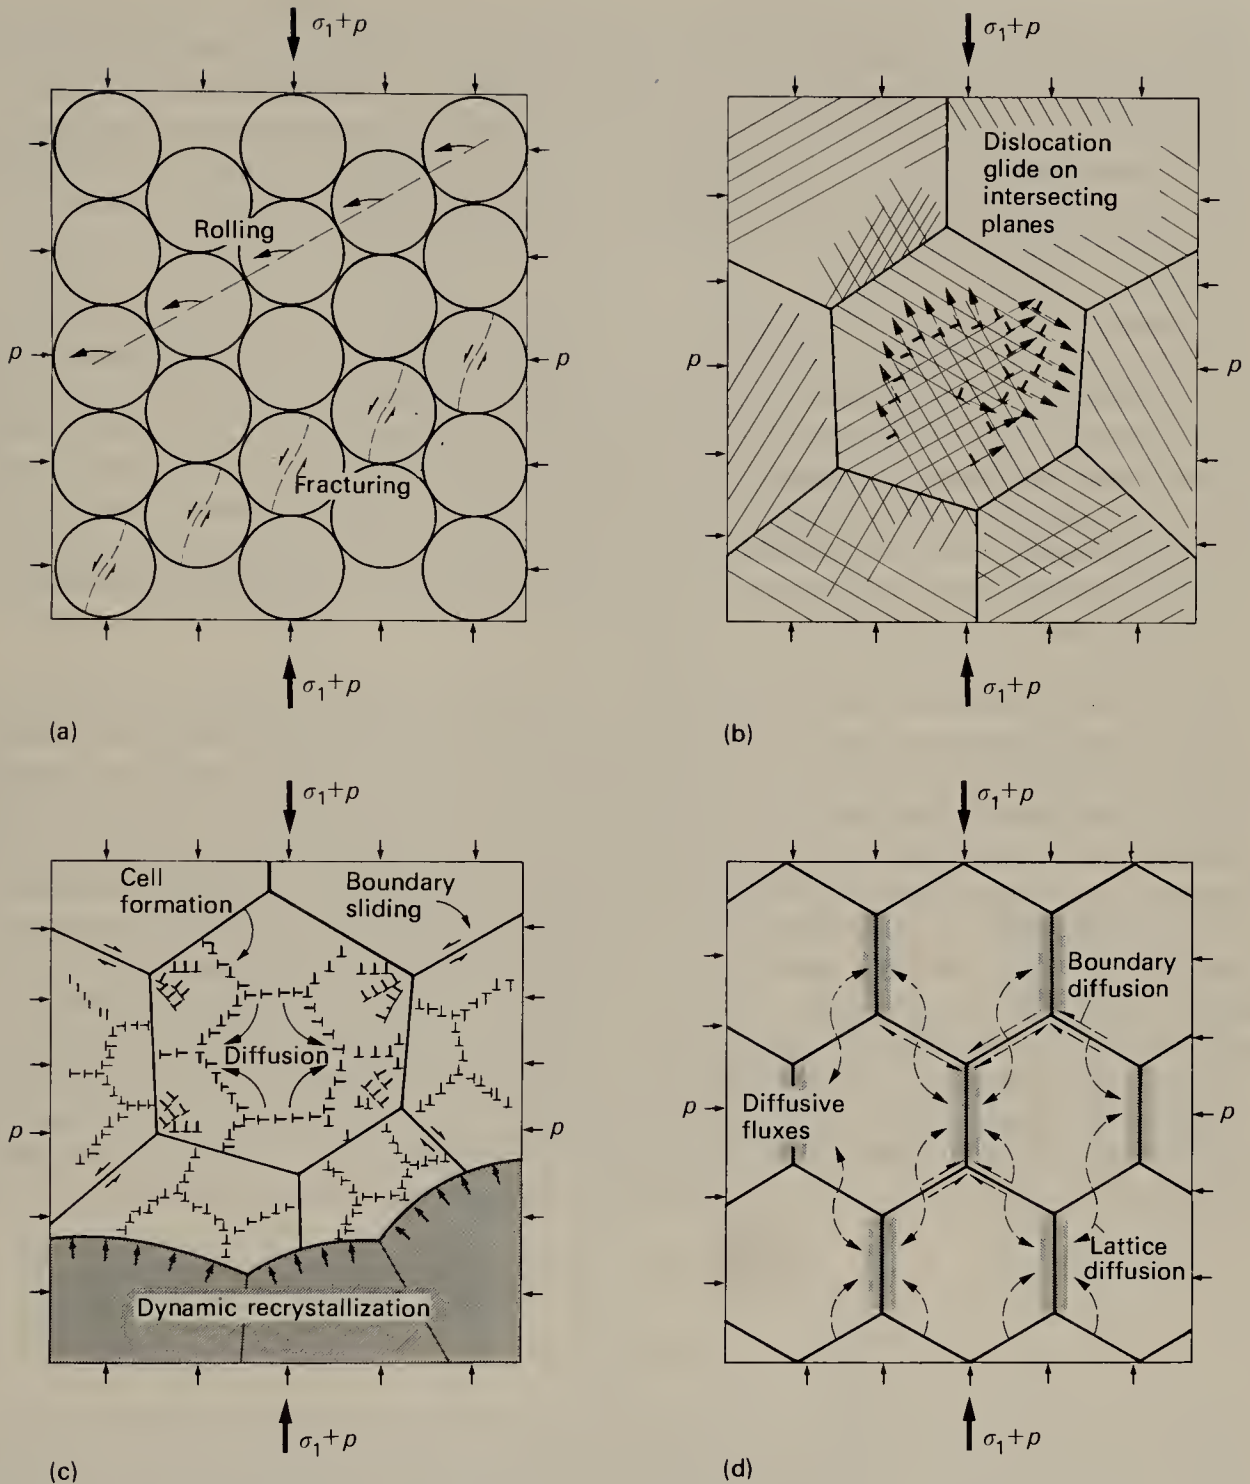 σ₁+p
Rolling
p
p
Fracturing
σ₁+p
(a)
σ₁+p
Dislocation
glide on
intersecting
planes
p
p
σ₁+p
(b)
σ₁+p
Cell
formation
Boundary
sliding
Diffusion
p
p
Dynamic recrystallization
σ₁+p
(c)
σ₁+p
Boundary
diffusion
p
p
Diffusive
fluxes
Lattice
diffusion
σ₁+p
(d)